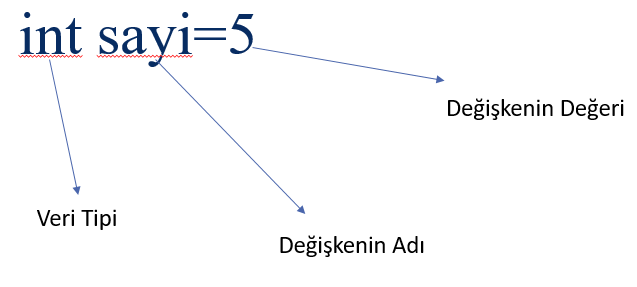 int sayi=5
Değişkenin Değeri
Veri Tipi
Değişkenin Adı